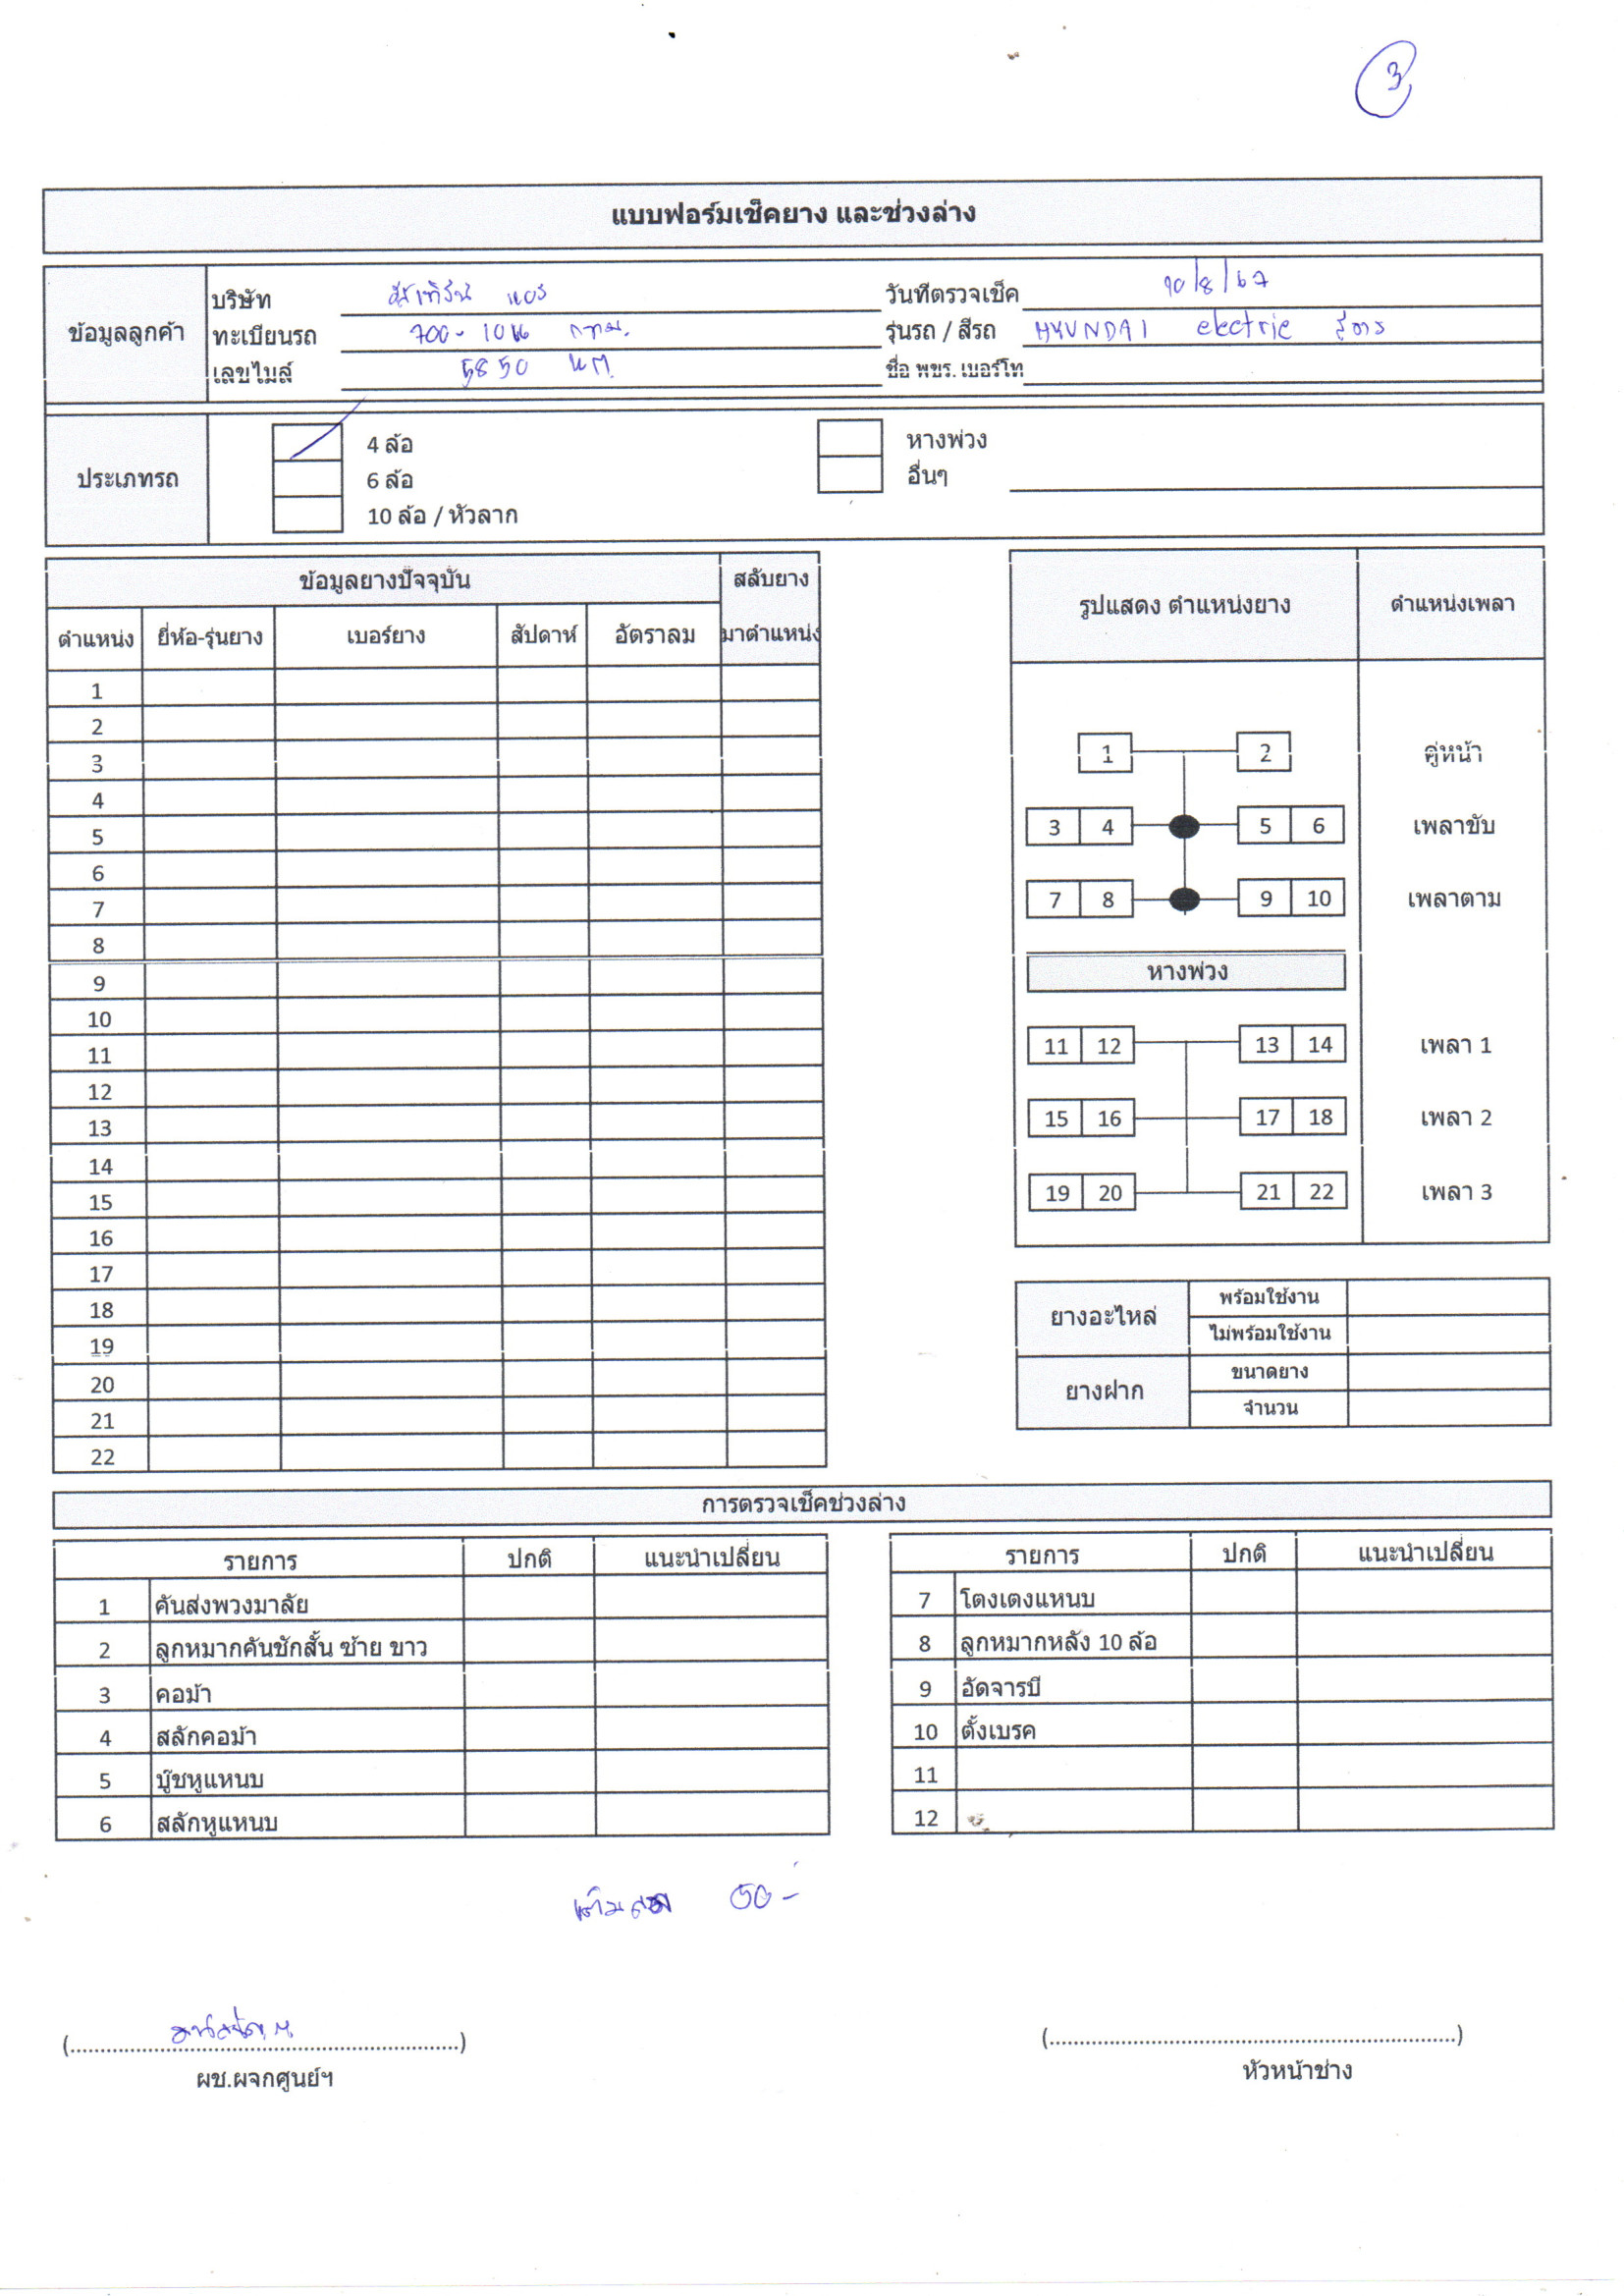 3
แบบฟอร์มเช็คยาง และช่วงล่าง
ข้อมูลลูกค้า
บริษัท วันที่ตรวจเช็ค 20/8/67
ทะเบียนรถ 700-10 กทม. รุ่นรถ / สีรถ HYUNDAI electric
เลขไมล์ 5850 ชื่อ พขร. เบอร์โท
ประเภทรถ
4 ล้อ หางพ่วง
6 ล้อ อื่นๆ
10 ล้อ / หัวลาก
ข้อมูลยางปัจจุบัน สลับยาง
ตำแหน่ง ยี่ห้อ-รุ่นยาง เบอร์ยาง สัปดาห์ อัตราลม มาตำแหน่ง
1
2
3
4
5
6
7
8
9
10
11
12
13
14
15
16
17
18
19
20
21
22
รูปแสดง ตำแหน่งยาง ตำแหน่งเพลา
1 2 คู่หน้า
3 4 5 6 เพลาขับ
7 8 9 10 เพลาตาม
หางพ่วง
11 12 13 14 เพลา 1
15 16 17 18 เพลา 2
19 20 21 22 เพลา 3
ยางอะไหล่ พร้อมใช้งาน
ไม่พร้อมใช้งาน
ยางฝาก ขนาดยาง
จำนวน
การตรวจเช็คช่วงล่าง
รายการ ปกติ แนะนำเปลี่ยน
1 คันส่งพวงมาลัย
2 ลูกหมากคันชักสั้น ซ้าย ขาว
3 คอม้า
4 สลักคอม้า
5 บู๊ชหูแหนบ
6 สลักหูแหนบ
รายการ ปกติ แนะนำเปลี่ยน
7 โตงเตงแหนบ
8 ลูกหมากหลัง 10 ล้อ
9 อัดจารบี
10 ตั้งเบรค
11
12
เติมลม 50-
(..........)
ผช.ผจกศูนย์ฯ
(..........)
หัวหน้าช่าง